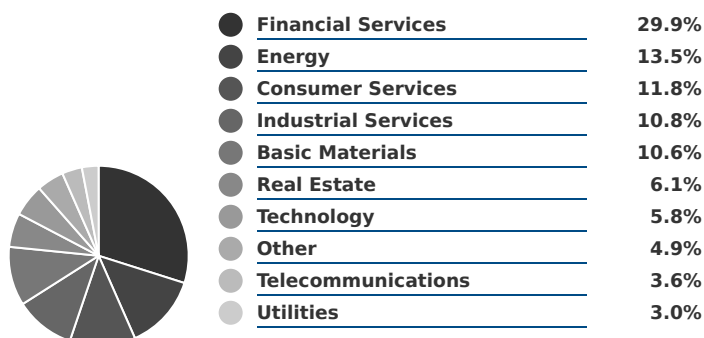 Financial Services 29.9%
Energy 13.5%
Consumer Services 11.8%
Industrial Services 10.8%
Basic Materials 10.6%
Real Estate 6.1%
Technology 5.8%
Other 4.9%
Telecommunications 3.6%
Utilities 3.0%